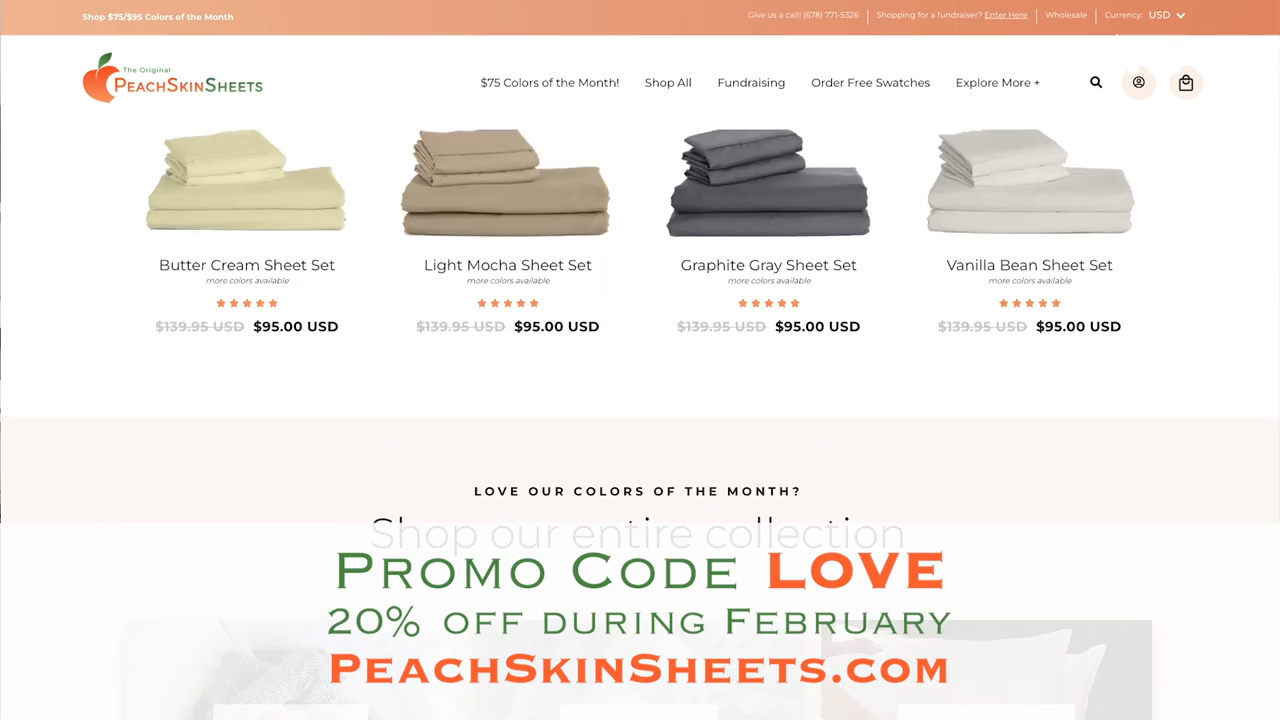 Shop $75/$95 Colors of the Month
Give us a call! (678) 771-5326
Shopping for a fundraiser? Enter Here
Wholesale
Currency: USD
The Original
PEACHSKINSHEETS
$75 Colors of the Month!
Shop All
Fundraising
Order Free Swatches
Explore More +
Butter Cream Sheet Set
more colors available
$139.95 USD $95.00 USD
Light Mocha Sheet Set
more colors available
$139.95 USD $95.00 USD
Graphite Gray Sheet Set
more colors available
$139.95 USD $95.00 USD
Vanilla Bean Sheet Set
more colors available
$139.95 USD $95.00 USD
LOVE OUR COLORS OF THE MONTH?
Shop our entire collection
PROMO CODE LOVE
20% OFF DURING FEBRUARY
PEACHSKINSHEETS.COM